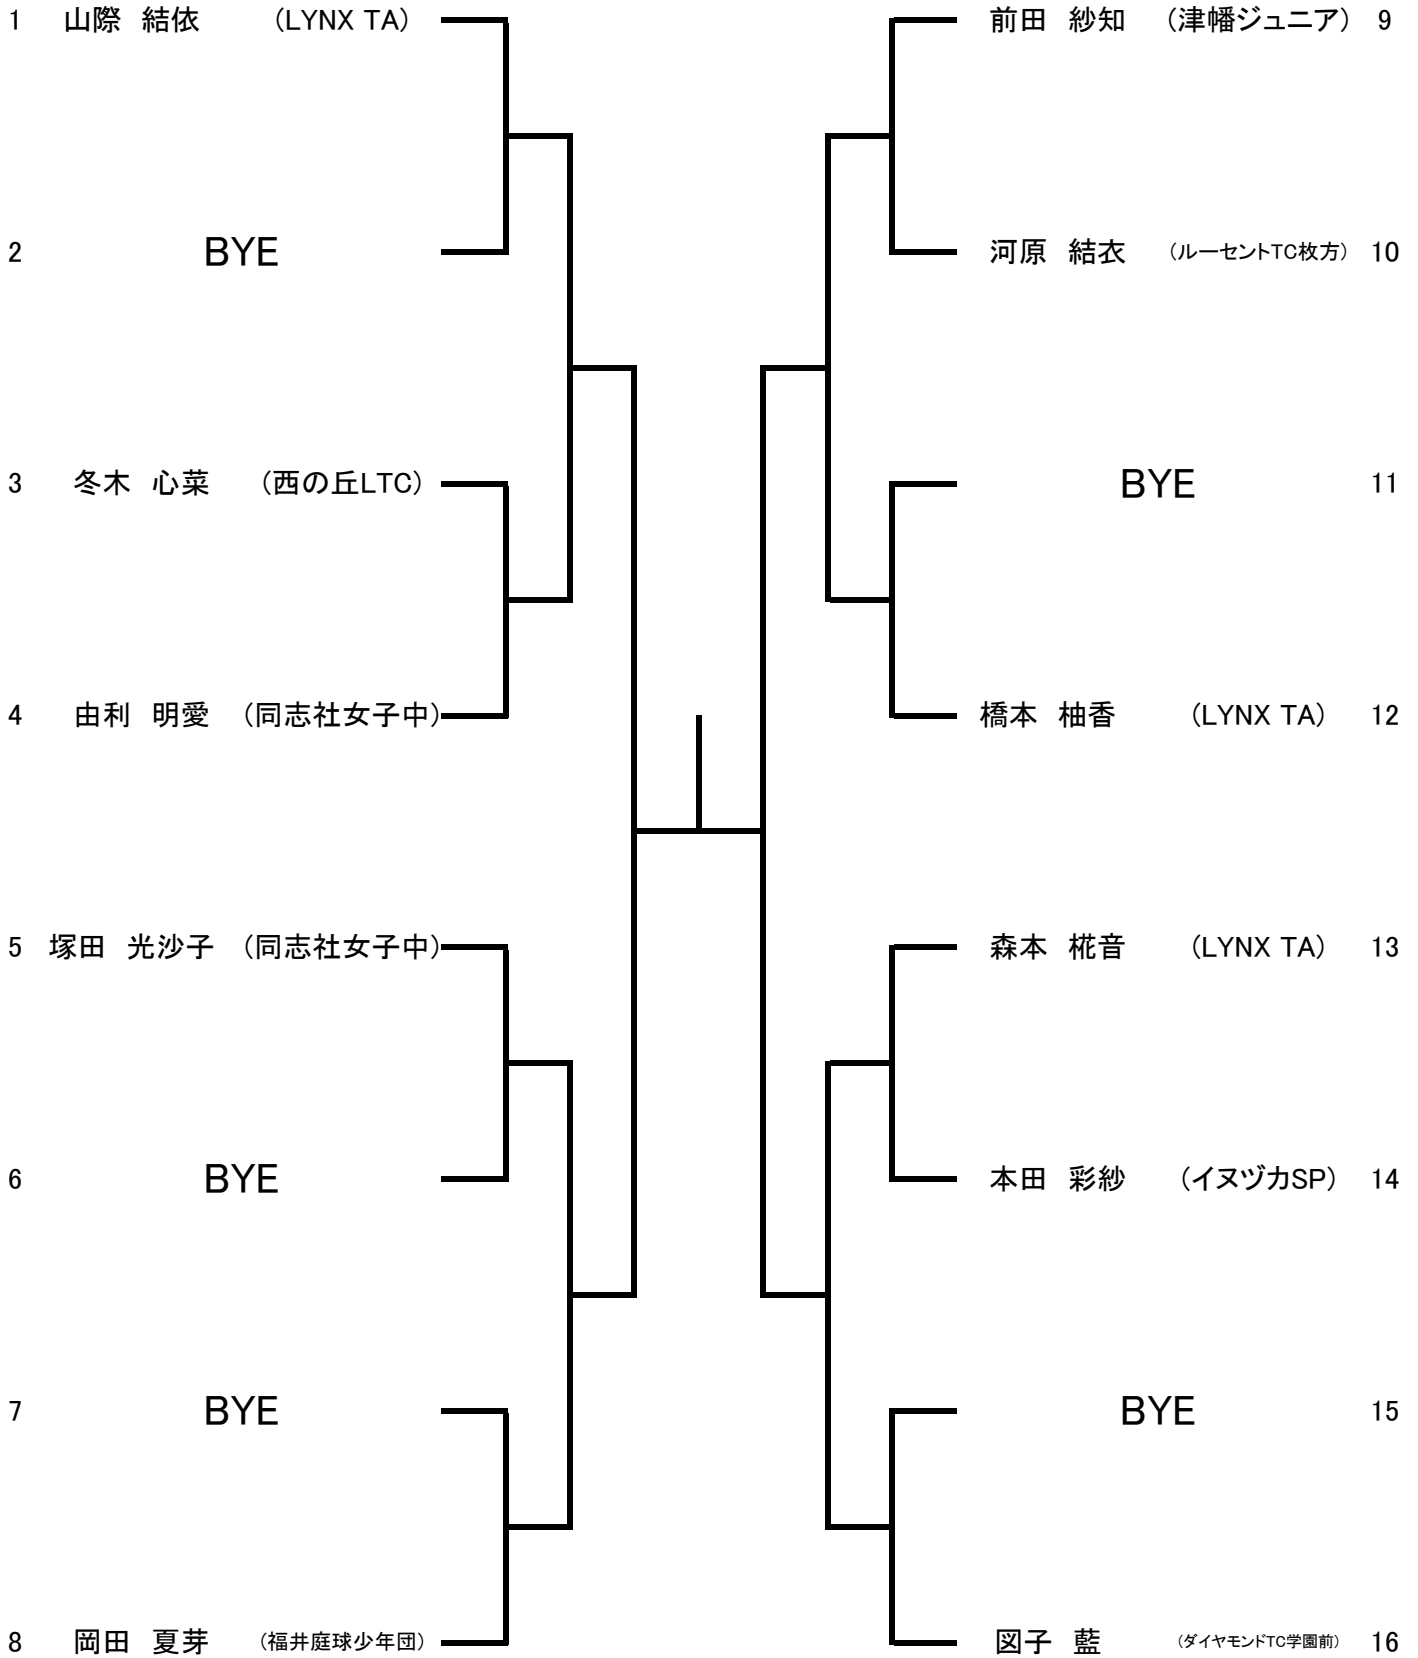 1 山際 結依 (LYNX TA)
2 BYE
3 冬木 心菜 (西の丘LTC)
4 由利 明愛 (同志社女子中)
5 塚田 光沙子 (同志社女子中)
6 BYE
7 BYE
8 岡田 夏芽 (福井庭球少年団)
前田 紗知 (津幡ジュニア) 9
河原 結衣 (ルーセントTC枚方) 10
BYE 11
橋本 柚香 (LYNX TA) 12
森本 椛音 (LYNX TA) 13
本田 彩紗 (イヌヅカSP) 14
BYE 15
図子 藍 (ダイヤモンドTC学園前) 16